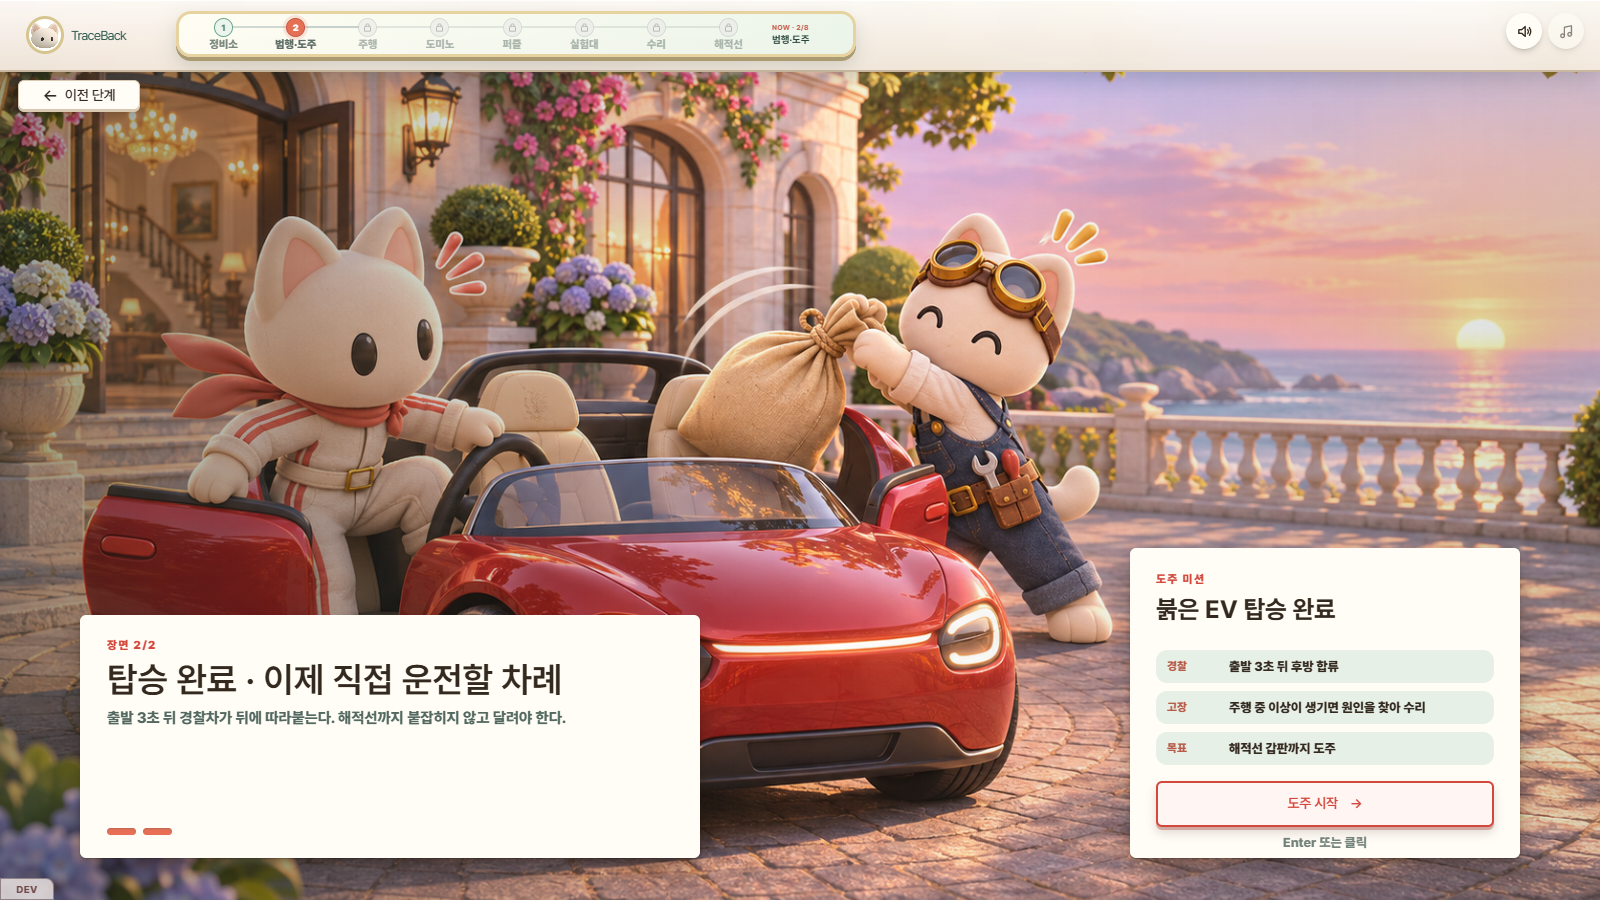 TraceBack
1
정비소
2
범행·도주
주행
도미노
퍼즐
실험대
수리
해적선
NOW · 2/8
범행·도주
← 이전 단계
장면 2/2
탑승 완료 · 이제 직접 운전할 차례
출발 3초 뒤 경찰차가 뒤에 따라붙는다. 해적선까지 붙잡히지 않고 달려야 한다.
도주 미션
붉은 EV 탑승 완료
경찰 출발 3초 뒤 후방 합류
고장 주행 중 이상이 생기면 원인을 찾아 수리
목표 해적선 갑판까지 도주
도주 시작 →
Enter 또는 클릭
DEV